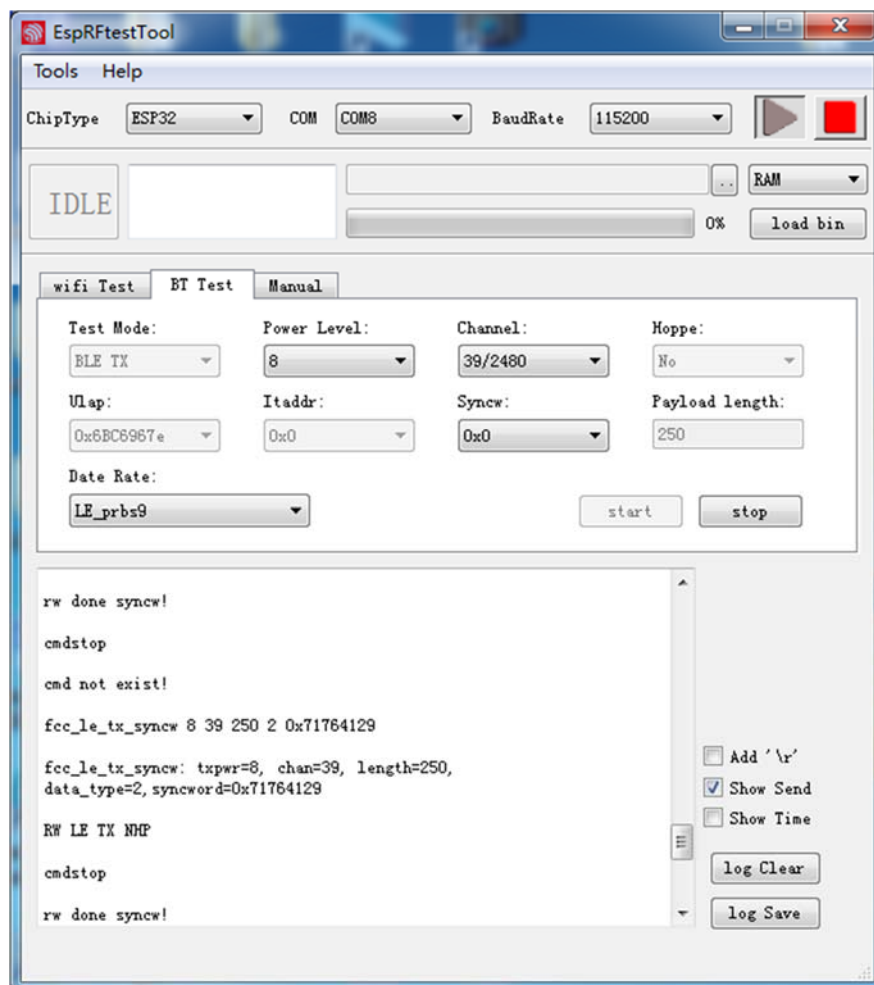 EspRFtestTool
Tools Help
ChipType ESP32 COM COM8 BaudRate 115200
IDLE
.. RAM
0% load bin
wifi Test BT Test Manual
Test Mode: Power Level: Channel: Hoppe:
BLE TX 8 39/2480 No
Ulap: Itaddr: Syncw: Payload length:
0x6BC6967e 0x0 0x0 250
Date Rate:
LE_prbs9 start stop
rw done syncw!
cmdstop
cmd not exist!
fcc_le_tx_syncw 8 39 250 2 0x71764129
fcc_le_tx_syncw: txpwr=8, chan=39, length=250,
data_type=2, syncword=0x71764129
RW LE TX NHP
cmdstop
rw done syncw!
Add '\r'
Show Send
Show Time
log Clear
log Save